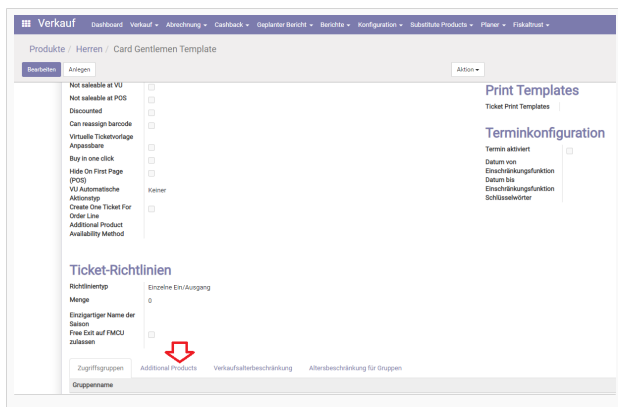 Verkauf Dashboard Verkauf Abrechnung Cashback Geplanter Bericht Berichte Konfiguration Substitute Products Planer Fiskaltrust
Produkte / Herren / Card Gentlemen Template
Bearbeiten Anlegen Aktion
Not saleable at VU
Not saleable at POS
Discounted
Can reassign barcode
Virtuelle Ticketvorlage
Anpassbare
Buy in one click
Hide On First Page
(POS)
VU Automatische
Aktionstyp
Keiner
Create One Ticket For
Order Line
Additional Product
Availability Method
Print Templates
Ticket Print Templates
Terminkonfiguration
Termin aktiviert
Datum von
Einschränkungsfunktion
Datum bis
Einschränkungsfunktion
Schlüsselwörter
Ticket-Richtlinien
Richtlinientyp Einzelne Ein/Ausgang
Menge 0
Einzigartiger Name der
Saison
Free Exit auf FMCU
zulassen
Zugriffsgruppen Additional Products Verkaufsalterbeschränkung Altersbeschränkung für Gruppen
Gruppenname